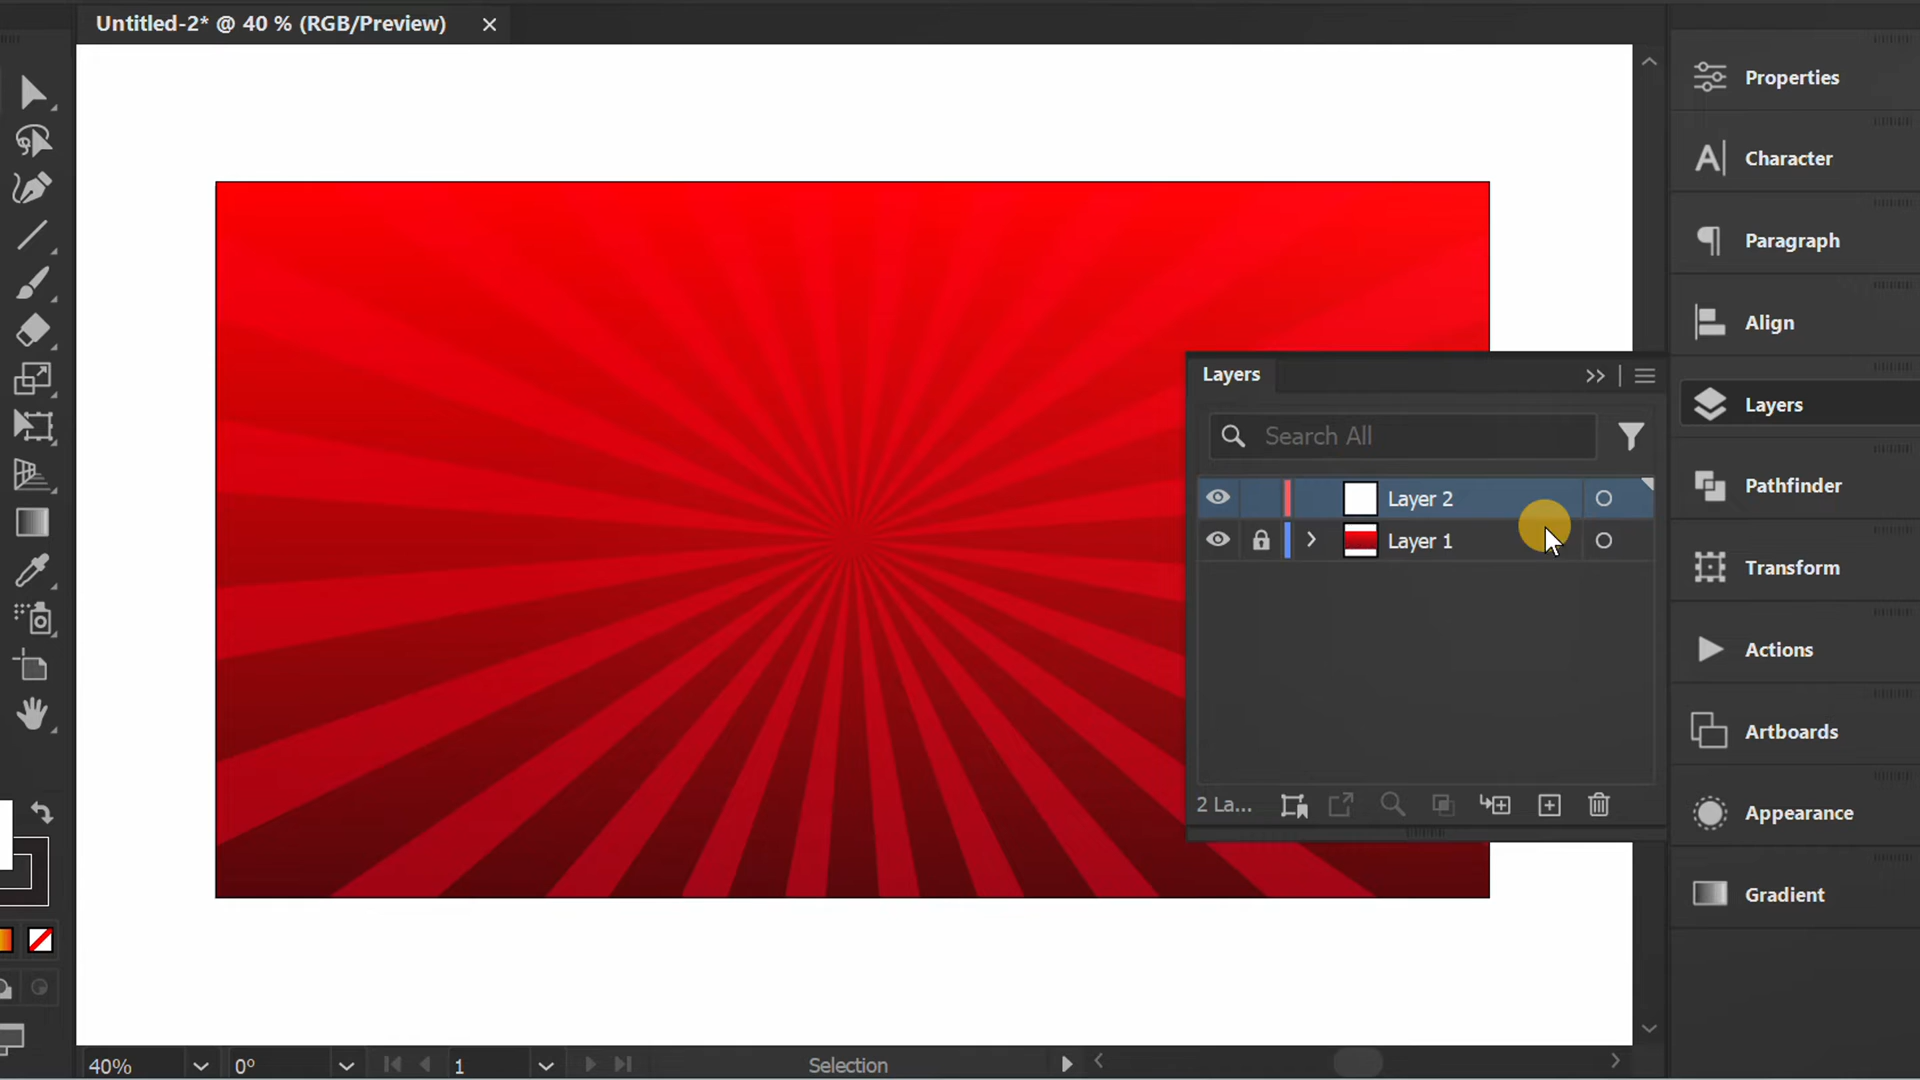 Untitled-2* @ 40 % (RGB/Preview)
Properties
Character
Paragraph
Align
Layers
Layers
Search All
Layer 2
Layer 1
Pathfinder
Transform
Actions
Artboards
2 La...
Appearance
Gradient
40%
0°
1
Selection